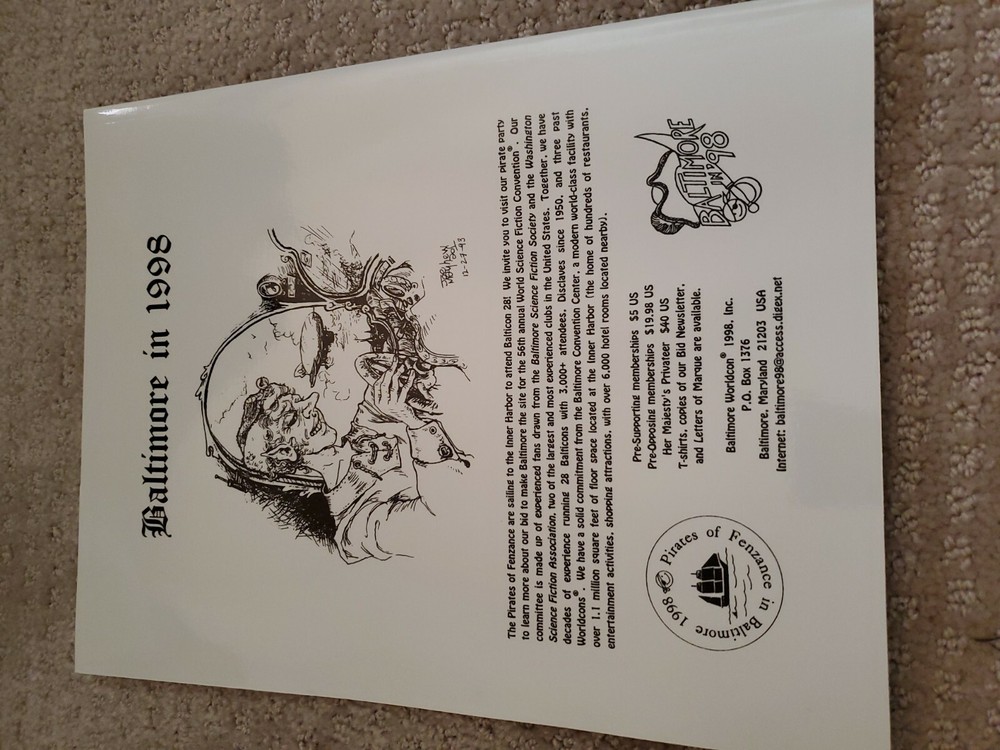 Baltimore in 1998
12-27-93
The Pirates of Fenzance are sailing to the Inner Harbor to attend Balticon 28! We invite you to visit our pirate party
to learn more about our bid to make Baltimore the site for the 56th annual World Science Fiction Convention®. Our
committee is made up of experienced fans drawn from the Baltimore Science Fiction Society and the Washington
Science Fiction Association, two of the largest and most experienced clubs in the United States. Together, we have
decades of experience running 28 Balticons with 3,000+ attendees, Disclaves since 1950, and three past
Worldcons®. We have a solid commitment from the Baltimore Convention Center, a modern world-class facility with
over 1.1 million square feet of floor space located at the Inner Harbor (the home of hundreds of restaurants,
entertainment activities, shopping attractions, with over 6,000 hotel rooms located nearby).
1998 Pirates of Fenzance in Baltimore
Pre-Supporting memberships $5 US
Pre-Opposing memberships $19.98 US
Her Majesty's Privateer $40 US
T-shirts, copies of our Bid Newsletter,
and Letters of Marque are available.
Baltimore Worldcon® 1998, Inc.
P.O. Box 1376
Baltimore, Maryland 21203 USA
Internet: baltimore98@access.digex.net
BALTIMORE
IN '98